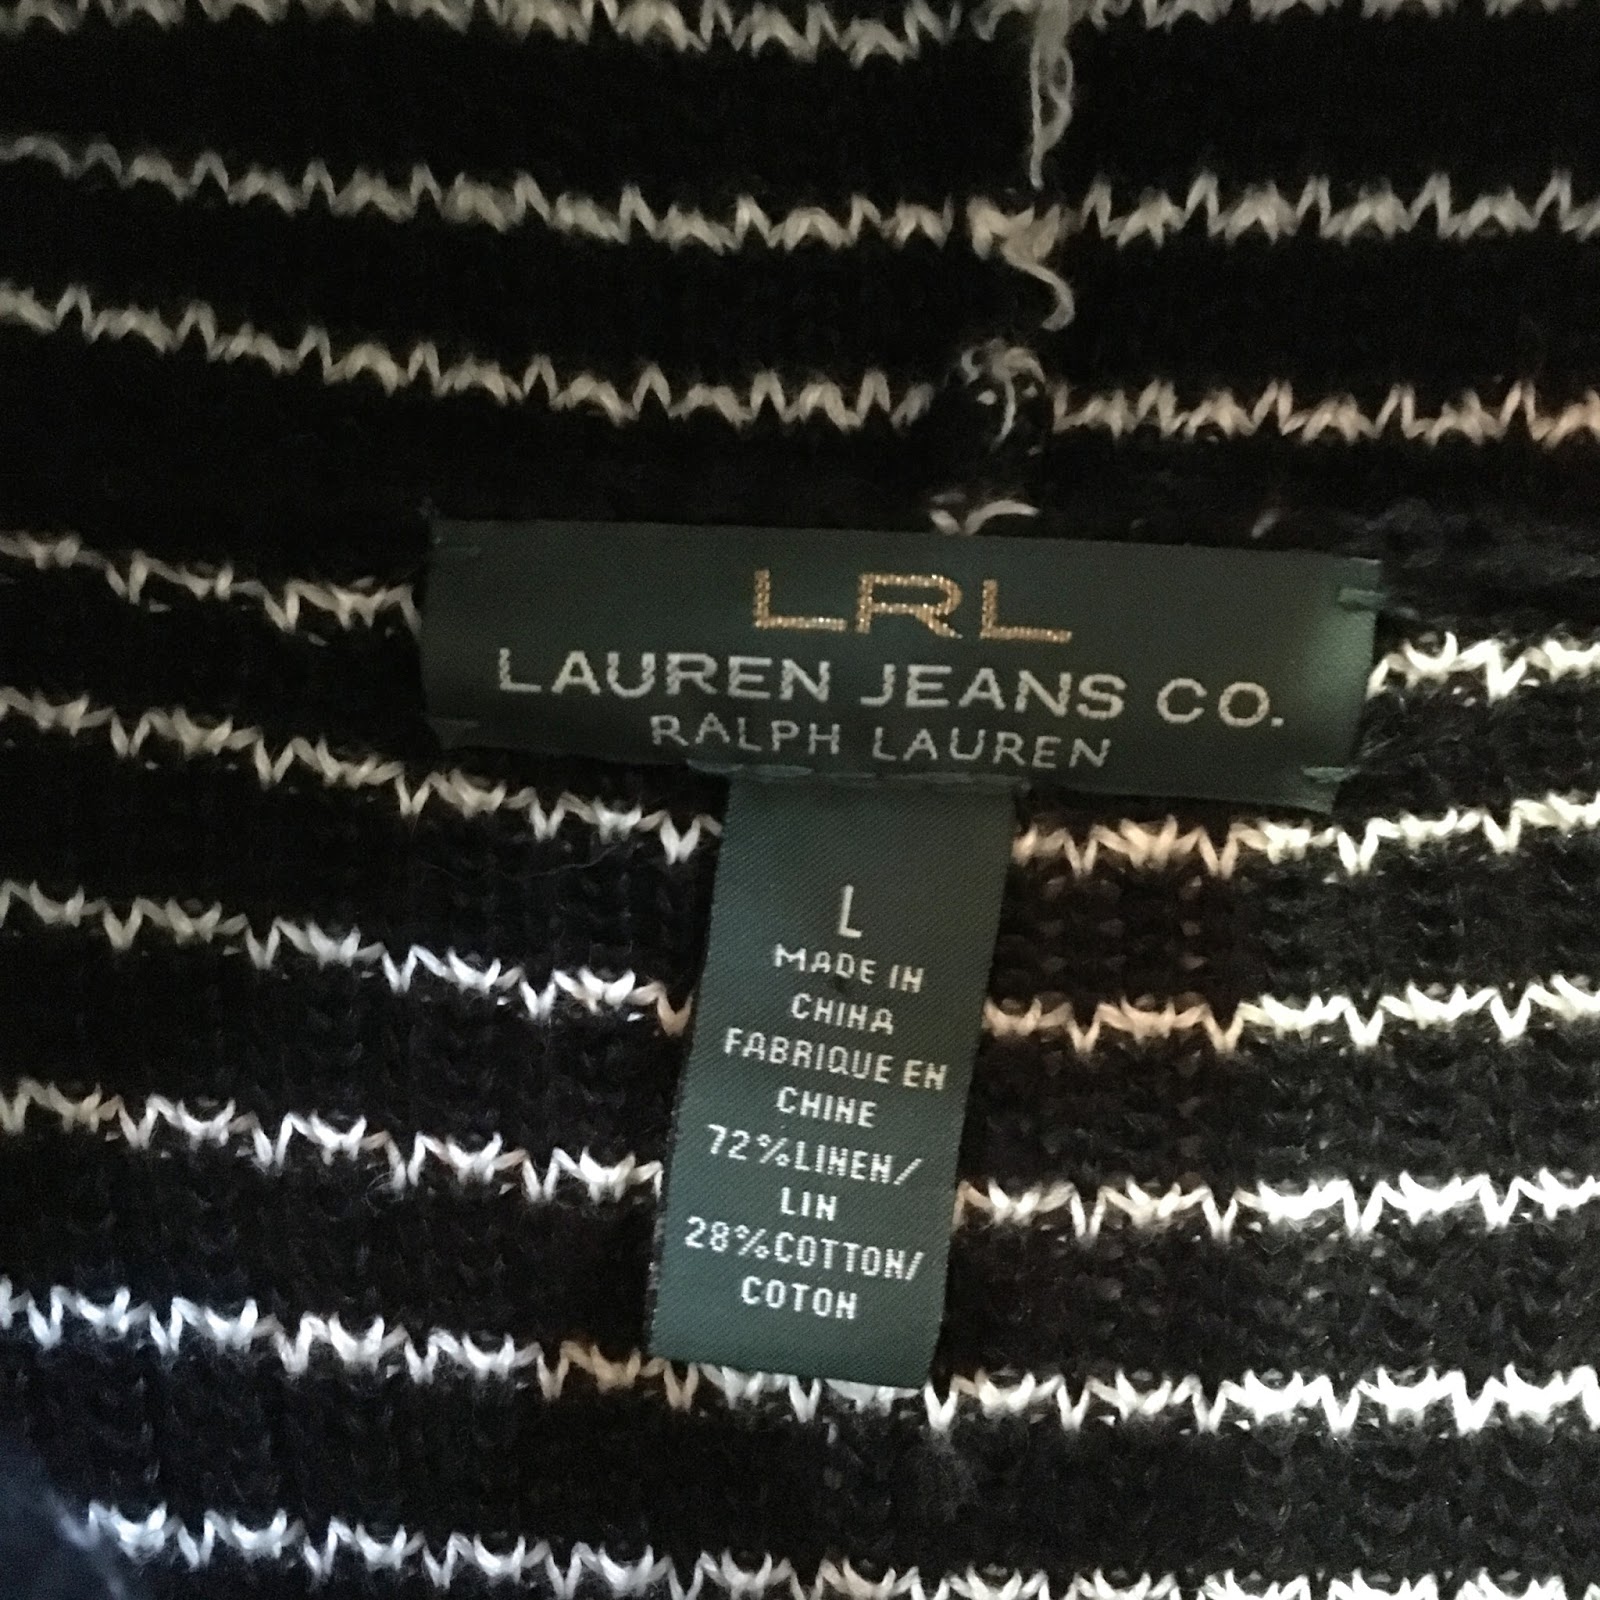 LRL
LAUREN JEANS CO.
RALPH LAUREN
L
MADE IN
CHINA
FABRIQUE EN
CHINE
72%LINEN/
LIN
28%COTTON/
COTON